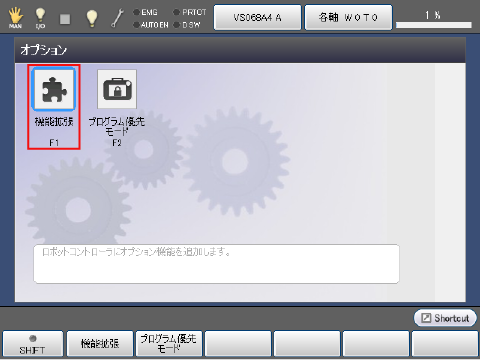 EMG
PRTCT
VS068A4 A
各軸 W0T0
1 %
MAN
I/O
AUTO EN
D SW
オプション
機能拡張
F1
プログラム優先
モード
F2
ロボットコントローラにオプション機能を追加します。
Shortcut
SHIFT
機能拡張
プログラム優先
モード